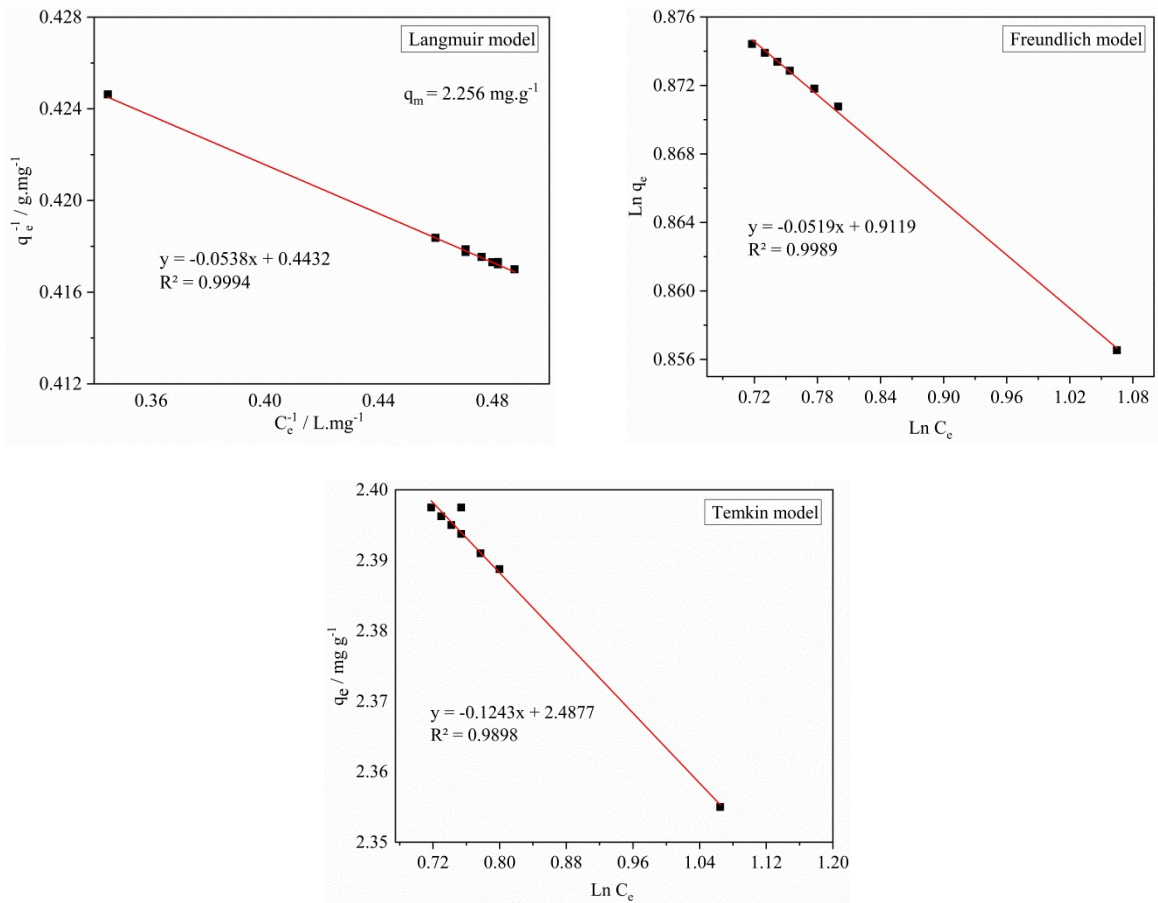 Langmuir model
q_m = 2.256 mg.g⁻¹
y = -0.0538x + 0.4432
R² = 0.9994
q_e⁻¹ / g.mg⁻¹
0.428
0.424
0.420
0.416
0.412
0.36 0.40 0.44 0.48
C_e⁻¹ / L.mg⁻¹
Freundlich model
y = -0.0519x + 0.9119
R² = 0.9989
Ln q_e
0.876
0.872
0.868
0.864
0.860
0.856
0.72 0.78 0.84 0.90 0.96 1.02 1.08
Ln C_e
Temkin model
y = -0.1243x + 2.4877
R² = 0.9898
q_e / mg g⁻¹
2.40
2.39
2.38
2.37
2.36
2.35
0.72 0.80 0.88 0.96 1.04 1.12 1.20
Ln C_e